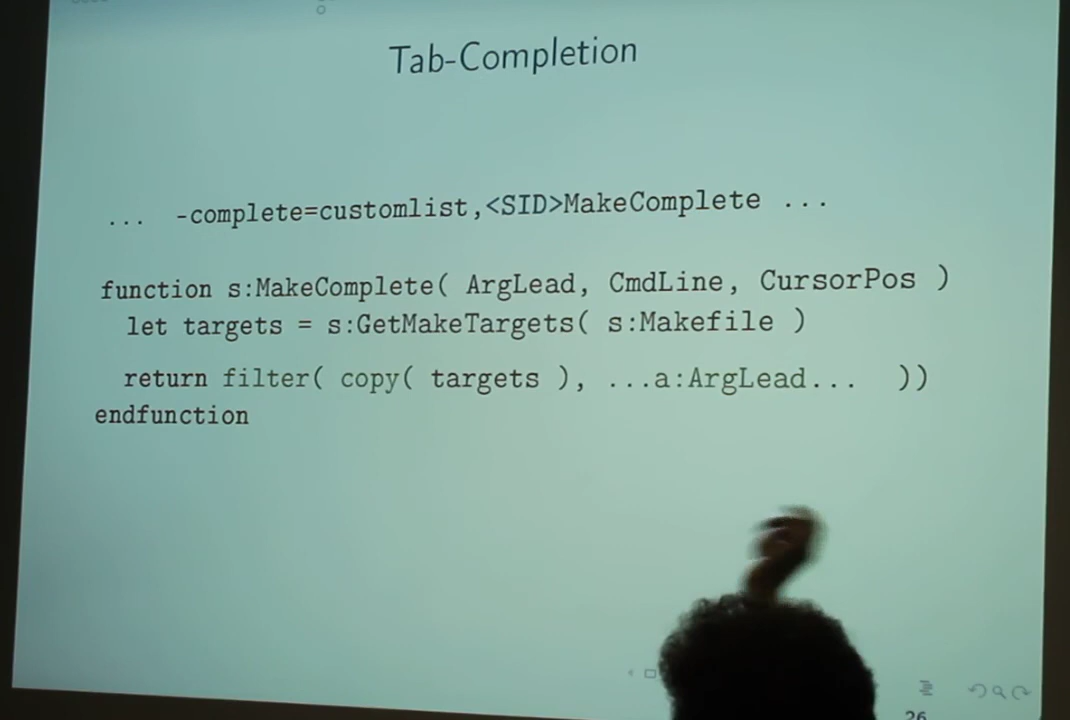 Tab-Completion
... -complete=customlist,<SID>MakeComplete ...
function s:MakeComplete( ArgLead, CmdLine, CursorPos )
let targets = s:GetMakeTargets( s:Makefile )
return filter( copy( targets ), ...a:ArgLead... ))
endfunction
26